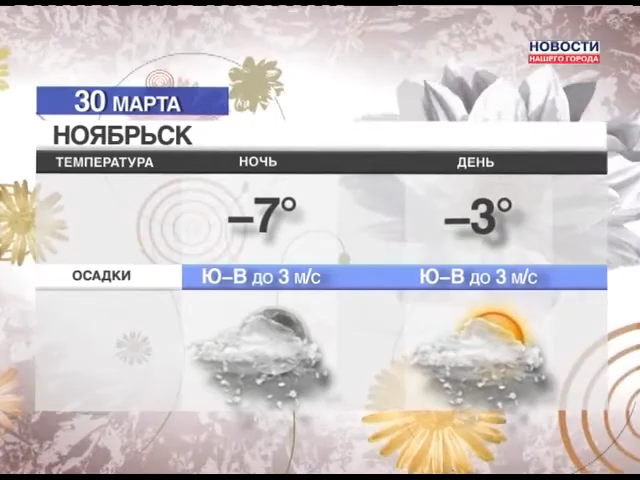 НОВОСТИ
НАШЕГО ГОРОДА
30 МАРТА
НОЯБРЬСК
ТЕМПЕРАТУРА НОЧЬ ДЕНЬ
–7° –3°
ОСАДКИ Ю–В ДО 3 М/С Ю–В ДО 3 М/С